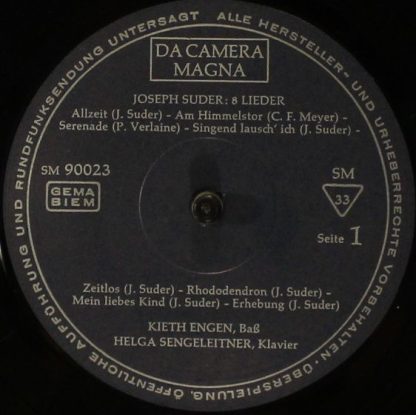 ALLE HERSTELLER- UND URHEBERRECHTE VORBEHALTEN · ÜBERSPIELUNG, ÖFFENTLICHE AUFFÜHRUNG UND RUNDFUNKSENDUNG UNTERSAGT
DA CAMERA
MAGNA
JOSEPH SUDER: 8 LIEDER
Allzeit (J. Suder) – Am Himmelstor (C. F. Meyer) –
Serenade (P. Verlaine) – Singend lausch' ich (J. Suder) –
SM 90023
GEMA
BIEM
SM
33
Seite 1
Zeitlos (J. Suder) – Rhododendron (J. Suder) –
Mein liebes Kind (J. Suder) – Erhebung (J. Suder)
KIETH ENGEN, Baß
HELGA SENGELEITNER, Klavier